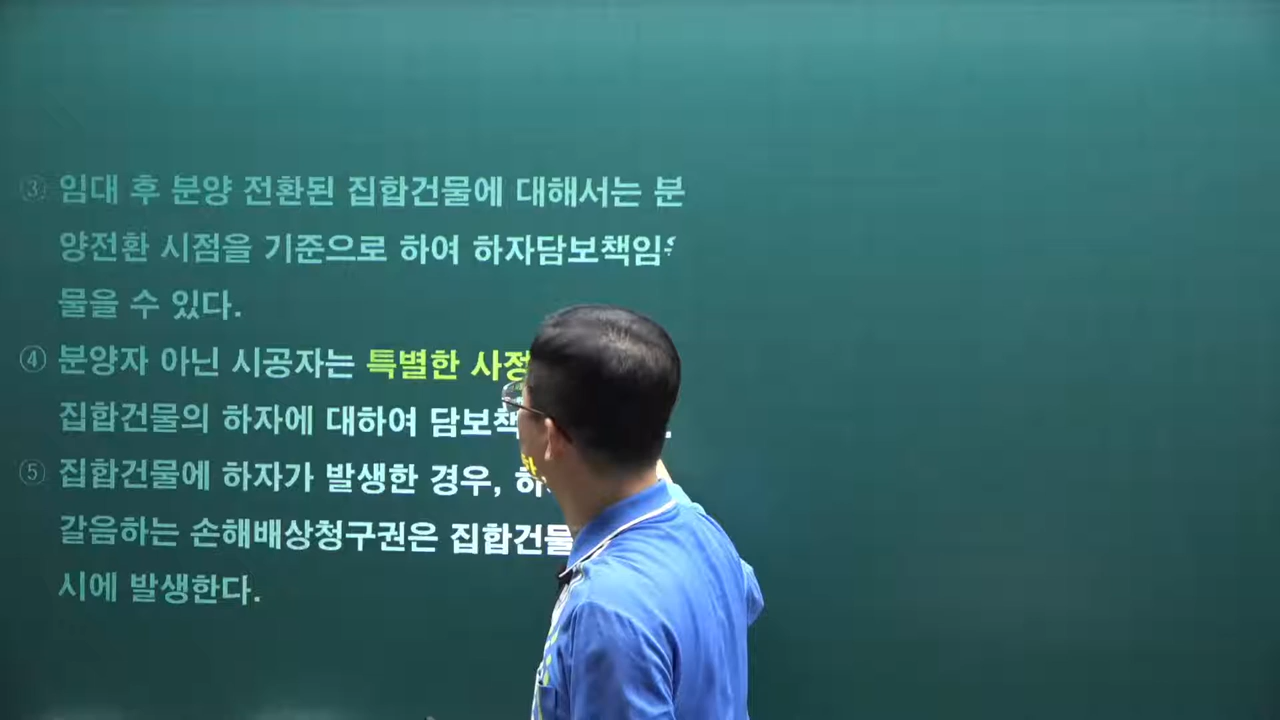 ③ 임대 후 분양 전환된 집합건물에 대해서는 분
양전환 시점을 기준으로 하여 하자담보책임
물을 수 있다.
④ 분양자 아닌 시공자는 특별한 사정
집합건물의 하자에 대하여 담보책
⑤ 집합건물에 하자가 발생한 경우,
갈음하는 손해배상청구권은 집합건물
시에 발생한다.